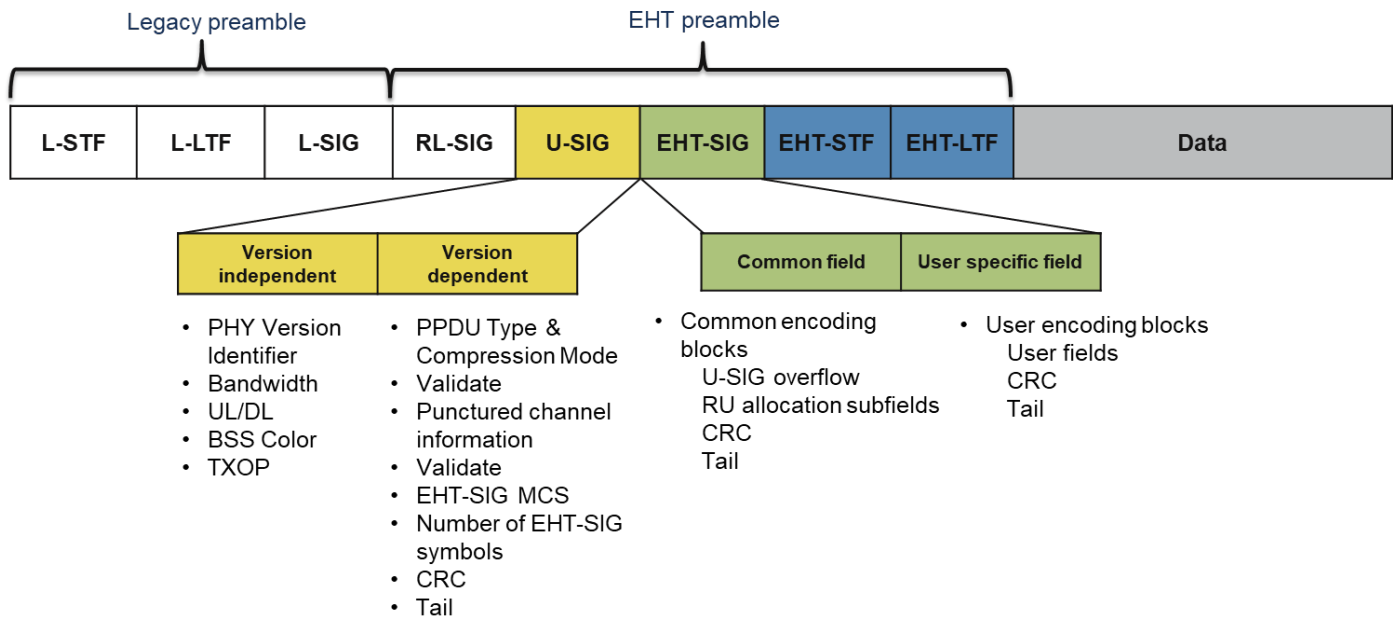 Legacy preamble
EHT preamble
L-STF
L-LTF
L-SIG
RL-SIG
U-SIG
EHT-SIG
EHT-STF
EHT-LTF
Data
Version
independent
Version
dependent
Common field
User specific field
• PHY Version
Identifier
• Bandwidth
• UL/DL
• BSS Color
• TXOP
• PPDU Type &
Compression Mode
• Validate
• Punctured channel
information
• Validate
• EHT-SIG MCS
• Number of EHT-SIG
symbols
• CRC
• Tail
• Common encoding
blocks
U-SIG overflow
RU allocation subfields
CRC
Tail
• User encoding blocks
User fields
CRC
Tail